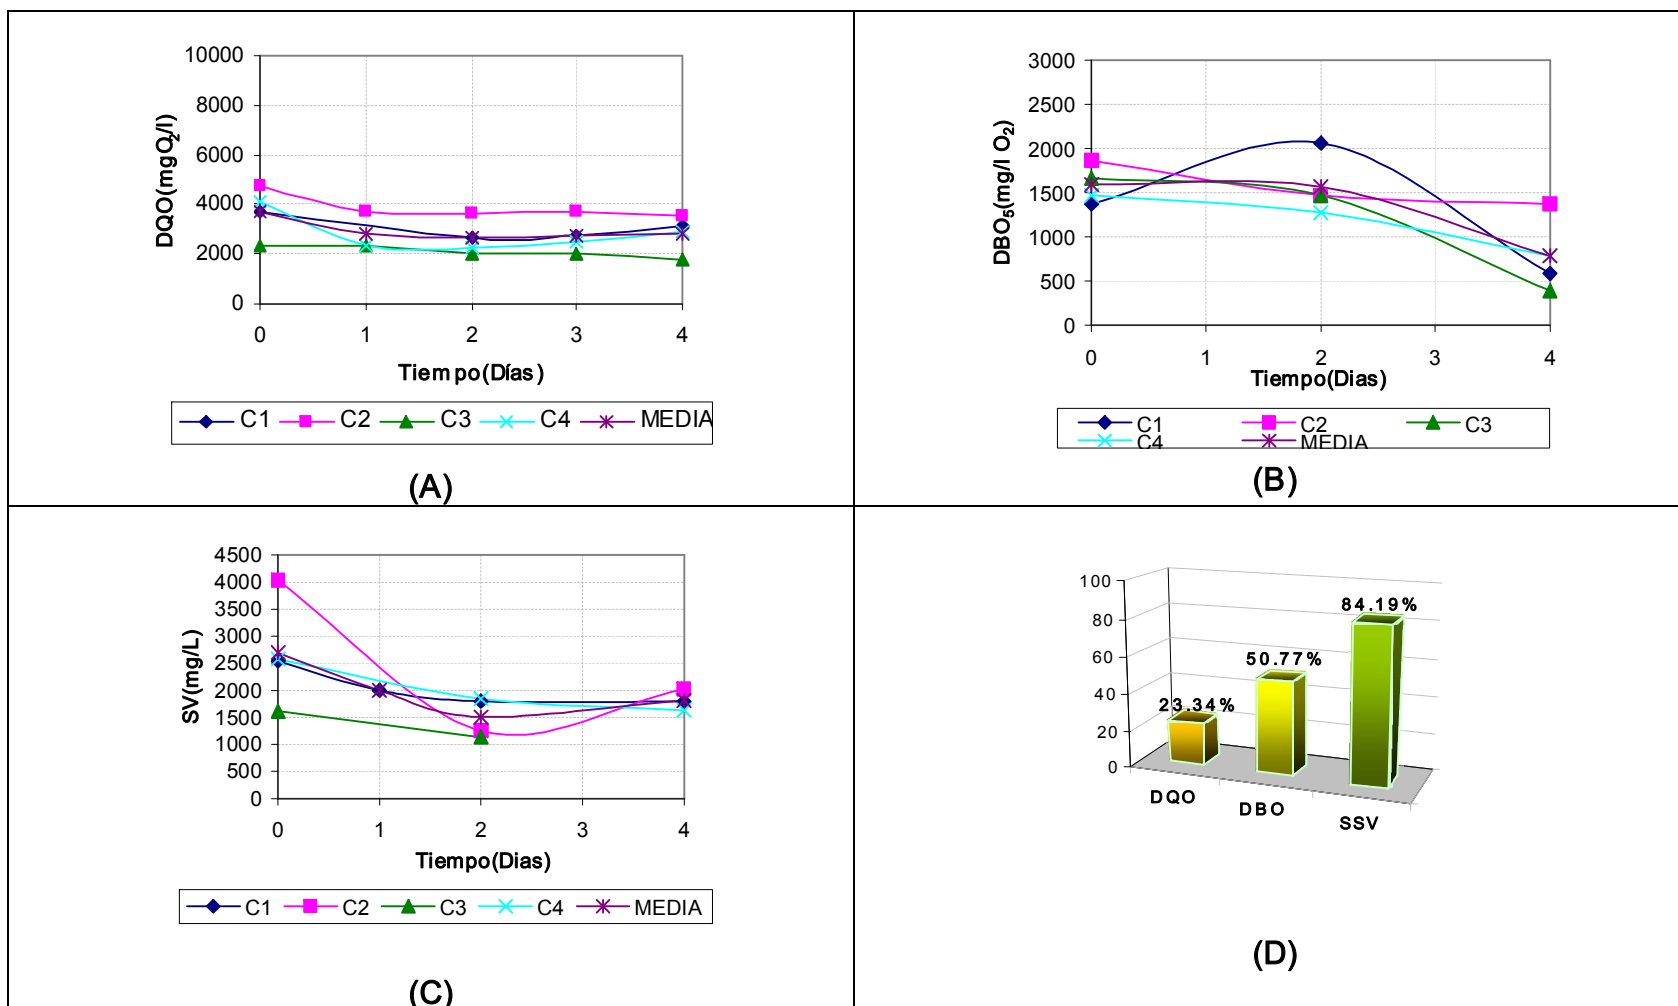 10000
8000
6000
4000
2000
0
DQO(mgO2/l)
0 1 2 3 4
Tiempo(Días)
C1 C2 C3 C4 MEDIA
(A)
3000
2500
2000
1500
1000
500
0
DBO5(mg/l O2)
0 1 2 3 4
Tiempo(Dias)
C1 C2 C3
C4 MEDIA
(B)
4500
4000
3500
3000
2500
2000
1500
1000
500
0
SV(mg/L)
0 1 2 3 4
Tiempo(Dias)
C1 C2 C3 C4 MEDIA
(C)
100
80
60
40
20
0
23.34%
50.77%
84.19%
DQO
DBO
SSV
(D)